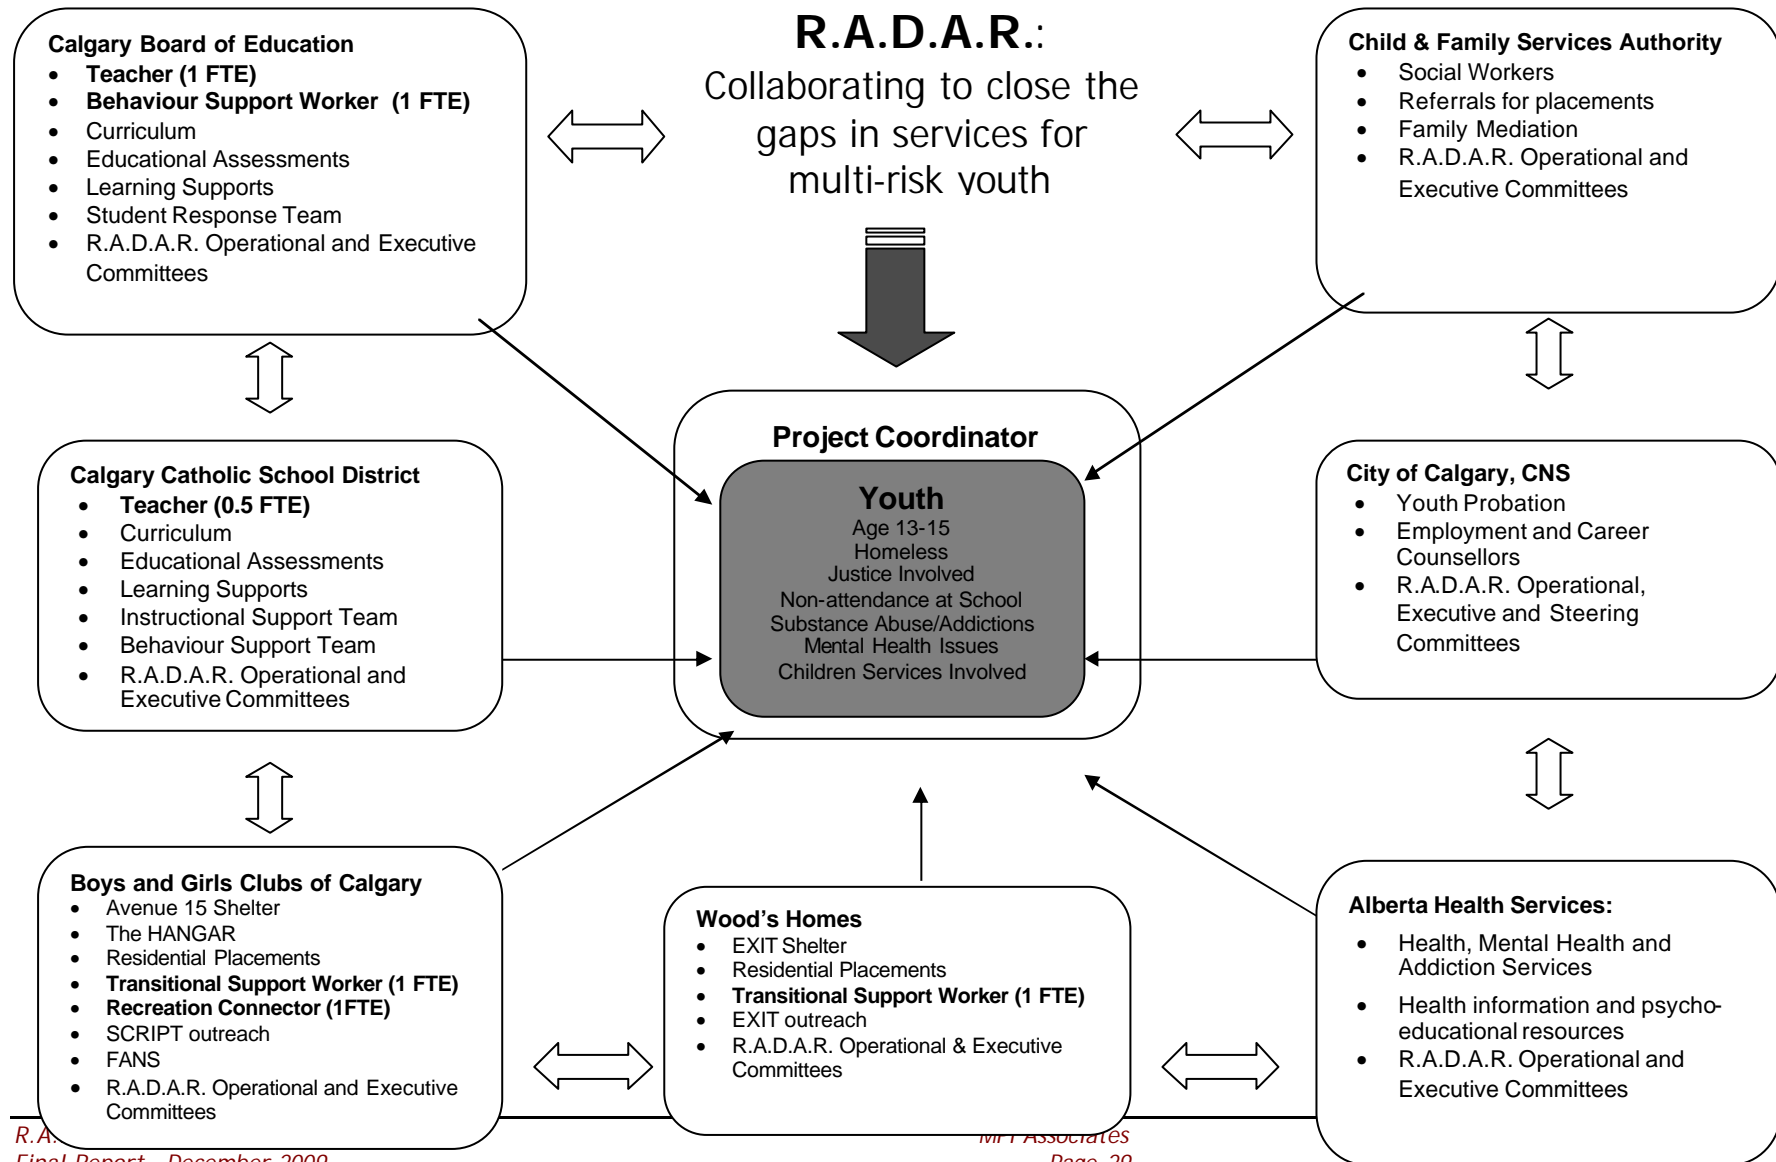 R.A.D.A.R.:
Collaborating to close the
gaps in services for
multi-risk youth
Calgary Board of Education
• Teacher (1 FTE)
• Behaviour Support Worker (1 FTE)
• Curriculum
• Educational Assessments
• Learning Supports
• Student Response Team
• R.A.D.A.R. Operational and Executive
Committees
Child & Family Services Authority
• Social Workers
• Referrals for placements
• Family Mediation
• R.A.D.A.R. Operational and
Executive Committees
Calgary Catholic School District
• Teacher (0.5 FTE)
• Curriculum
• Educational Assessments
• Learning Supports
• Instructional Support Team
• Behaviour Support Team
• R.A.D.A.R. Operational and
Executive Committees
Project Coordinator
Youth
Age 13-15
Homeless
Justice Involved
Non-attendance at School
Substance Abuse/Addictions
Mental Health Issues
Children Services Involved
City of Calgary, CNS
• Youth Probation
• Employment and Career
Counsellors
• R.A.D.A.R. Operational,
Executive and Steering
Committees
Boys and Girls Clubs of Calgary
• Avenue 15 Shelter
• The HANGAR
• Residential Placements
• Transitional Support Worker (1 FTE)
• Recreation Connector (1FTE)
• SCRIPT outreach
• FANS
• R.A.D.A.R. Operational and Executive
Committees
Wood's Homes
• EXIT Shelter
• Residential Placements
• Transitional Support Worker (1 FTE)
• EXIT outreach
• R.A.D.A.R. Operational & Executive
Committees
Alberta Health Services:
• Health, Mental Health and
Addiction Services
• Health information and psycho-
educational resources
• R.A.D.A.R. Operational and
Executive Committees
R.A.
Associates
Final Report - December 2009
Page 29